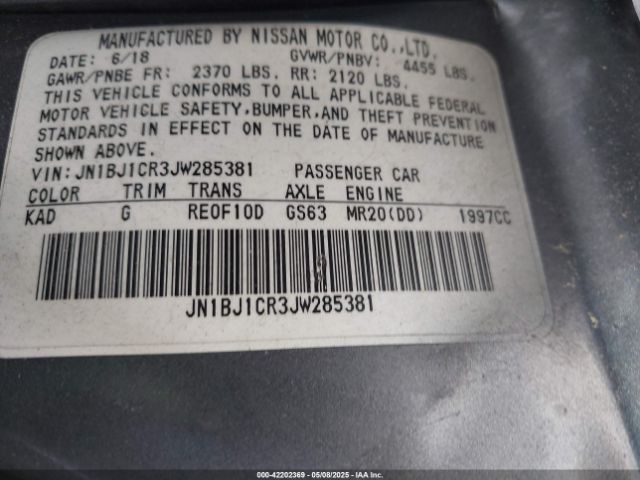 MANUFACTURED BY NISSAN MOTOR CO.,LTD.
DATE: 6/18 GVWR/PNBV: 4455 LBS.
GAWR/PNBE FR: 2370 LBS. RR: 2120 LBS.
THIS VEHICLE CONFORMS TO ALL APPLICABLE FEDERAL
MOTOR VEHICLE SAFETY,BUMPER,AND THEFT PREVENTION
STANDARDS IN EFFECT ON THE DATE OF MANUFACTURE
SHOWN ABOVE.
VIN:JN1BJ1CR3JW285381 PASSENGER CAR
COLOR TRIM TRANS AXLE ENGINE
KAD G RE0F10D GS63 MR20(DD) 1997CC
JN1BJ1CR3JW285381
000-42202369 - 05/08/2025 - IAAI.COM